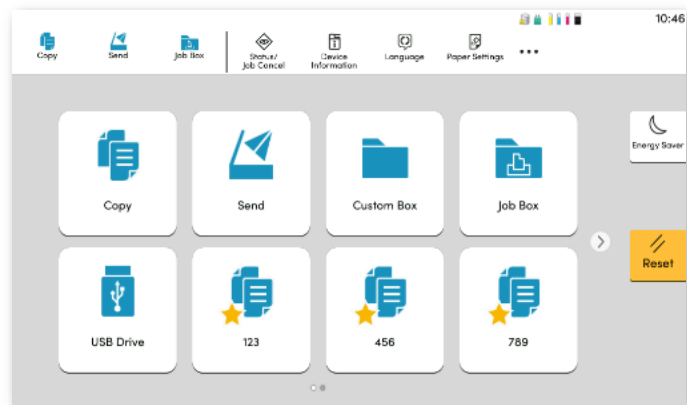 10:46
Copy
Send
Job Box
Status/
Job Cancel
Device
Information
Language
Paper Settings
Copy
Send
Custom Box
Job Box
Energy Saver
Reset
USB Drive
123
456
789